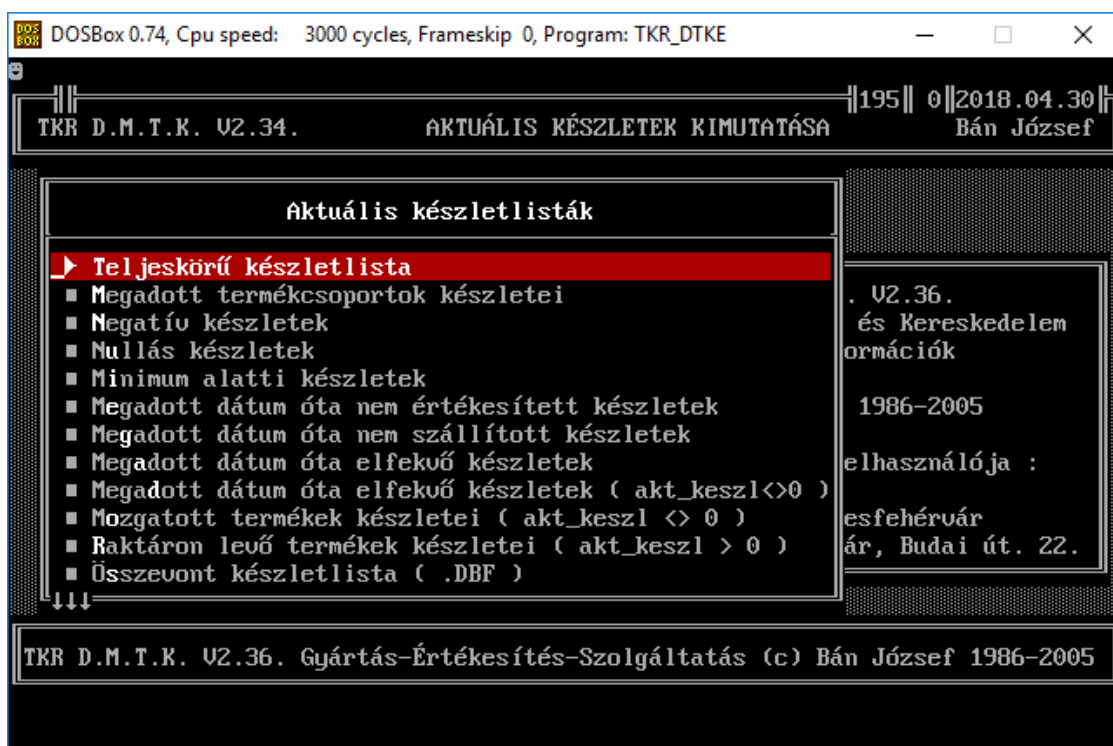 DOSBox 0.74, Cpu speed: 3000 cycles, Frameskip 0, Program: TKR_DTKE
195 0 2018.04.30
TKR D.M.T.K. V2.34. AKTUÁLIS KÉSZLETEK KIMUTATÁSA Bán József
Aktuális készletlisták
Teljeskörű készletlista
Megadott termékcsoportok készletei . V2.36.
Negatív készletek és Kereskedelem
Nullás készletek ormációk
Minimum alatti készletek
Megadott dátum óta nem értékesített készletek 1986-2005
Megadott dátum óta nem szállított készletek
Megadott dátum óta elfekvő készletek elhasználója :
Megadott dátum óta elfekvő készletek ( akt_keszl<>0 )
Mozgatott termékek készletei ( akt_keszl <> 0 ) esfehérvár
Raktáron levő termékek készletei ( akt_keszl > 0 ) ár, Budai út. 22.
Összevont készletlista ( .DBF )
↓↓↓
TKR D.M.T.K. V2.36. Gyártás-Értékesítés-Szolgáltatás (c) Bán József 1986-2005